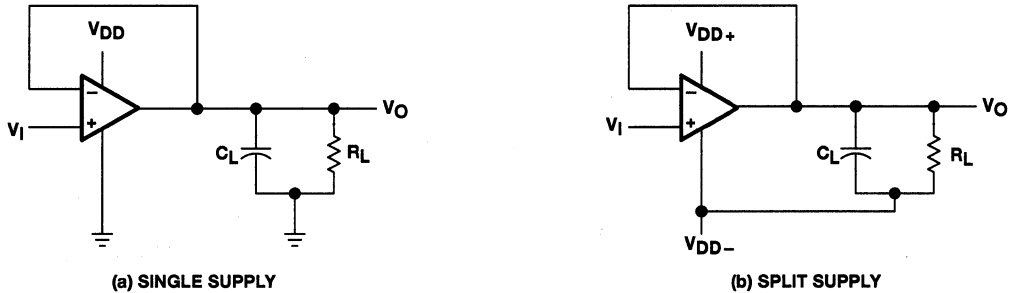 VDD
−
+
VI
VO
CL
RL
(a) SINGLE SUPPLY
VDD+
−
+
VI
VO
CL
RL
VDD−
(b) SPLIT SUPPLY